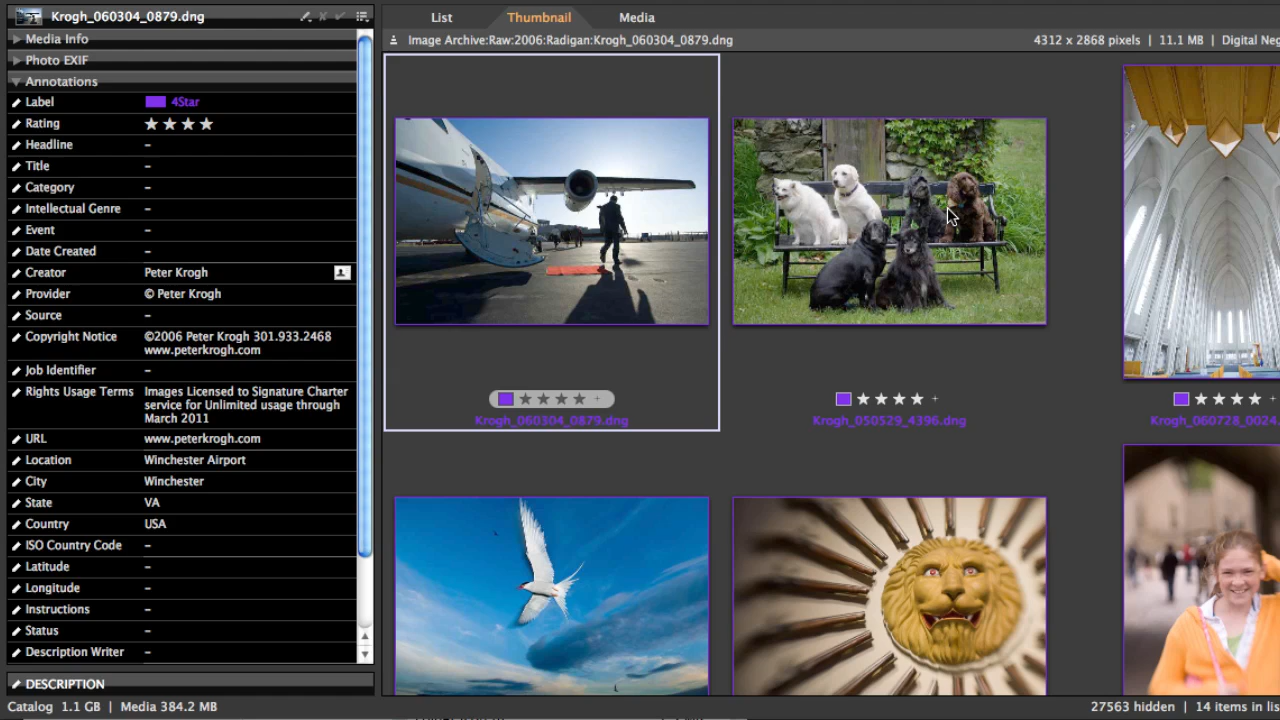 Krogh_060304_0879.dng
Media Info
Photo EXIF
Annotations
Label 4Star
Rating
Headline –
Title –
Category –
Intellectual Genre –
Event –
Date Created –
Creator Peter Krogh
Provider © Peter Krogh
Source –
Copyright Notice ©2006 Peter Krogh 301.933.2468
www.peterkrogh.com
Job Identifier –
Rights Usage Terms Images Licensed to Signature Charter
service for Unlimited usage through
March 2011
URL www.peterkrogh.com
Location Winchester Airport
City Winchester
State VA
Country USA
ISO Country Code –
Latitude –
Longitude –
Instructions –
Status –
Description Writer –
DESCRIPTION
Catalog 1.1 GB | Media 384.2 MB
List Thumbnail Media
Image Archive:Raw:2006:Radigan:Krogh_060304_0879.dng 4312 x 2868 pixels | 11.1 MB | Digital Neg
Krogh_060304_0879.dng Krogh_050529_4396.dng Krogh_060728_0024.
27563 hidden | 14 items in lis